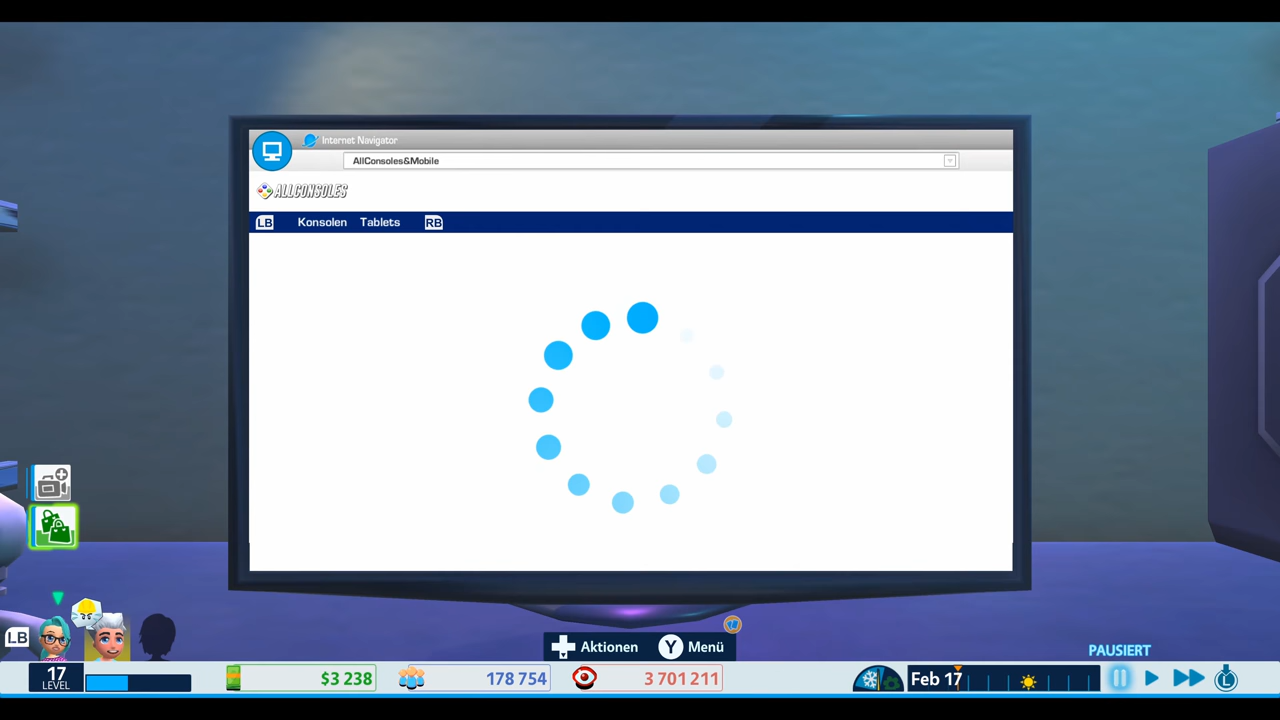 Internet Navigator
AllConsoles&Mobile
ALLCONSOLES
LB Konsolen Tablets RB
LB
Aktionen Y Menü
PAUSIERT
17
LEVEL
$3 238
178 754
3 701 211
Feb 17
L